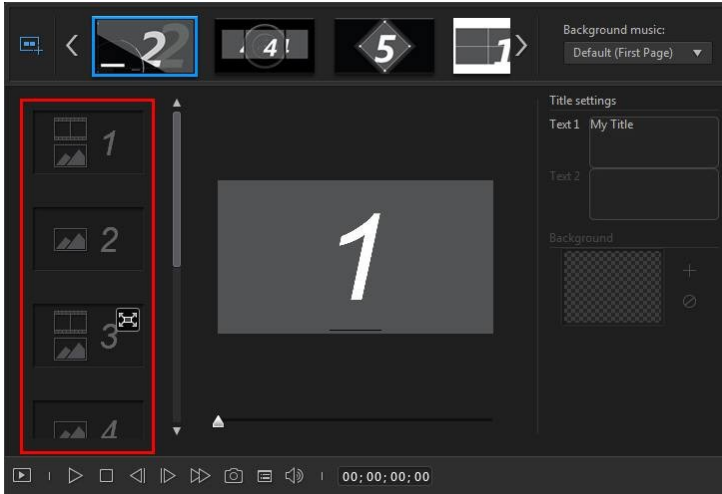 2
2
4
5
1
Background music:
Default (First Page)
Title settings
Text 1 My Title
Text 2
Background
1
2
3
4
1
00;00;00;00